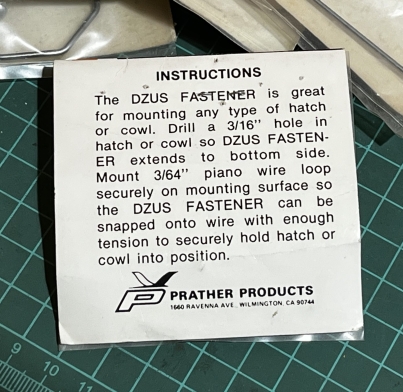 INSTRUCTIONS
The DZUS FASTENER is great
for mounting any type of hatch
or cowl. Drill a 3/16" hole in
hatch or cowl so DZUS FASTEN-
ER extends to bottom side.
Mount 3/64" piano wire loop
securely on mounting surface so
the DZUS FASTENER can be
snapped onto wire with enough
tension to securely hold hatch or
cowl into position.
P PRATHER PRODUCTS
1660 RAVENNA AVE., WILMINGTON, CA 90744
9 10 11